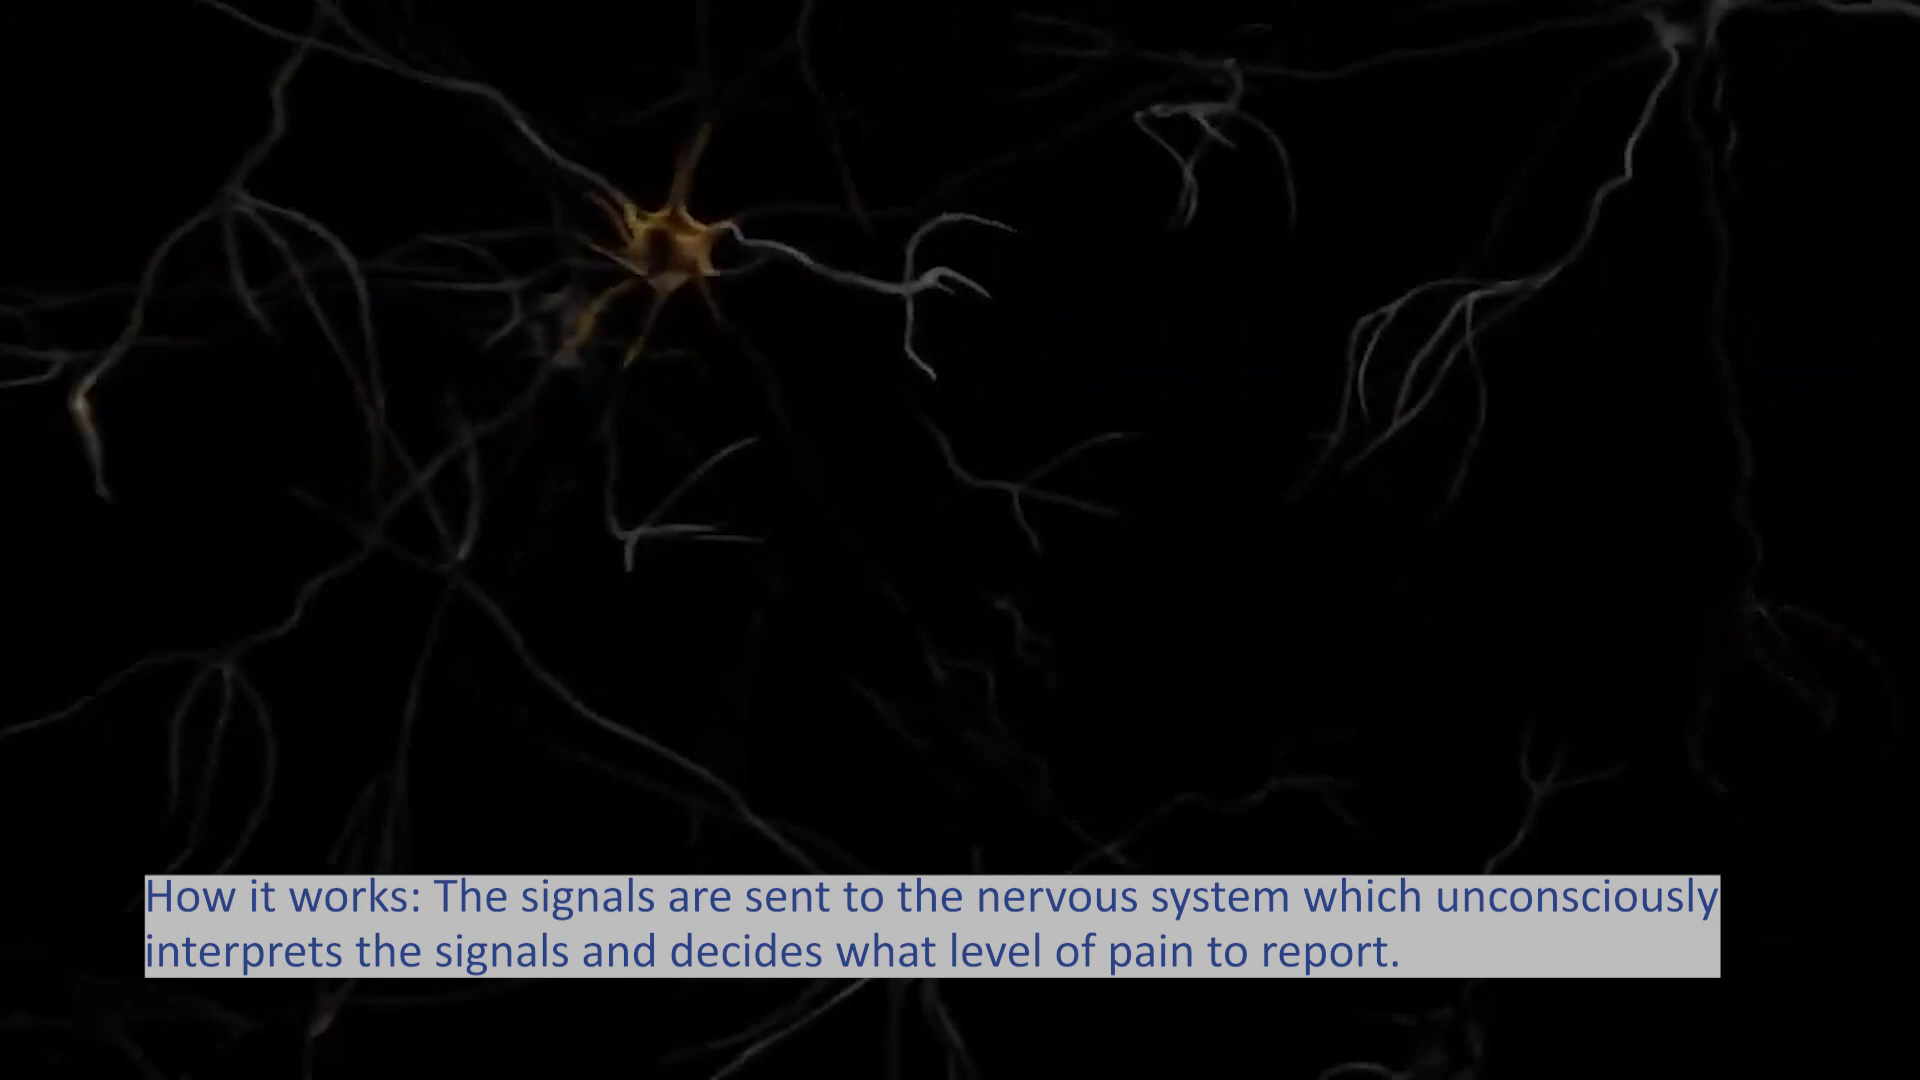 How it works: The signals are sent to the nervous system which unconsciously
interprets the signals and decides what level of pain to report.